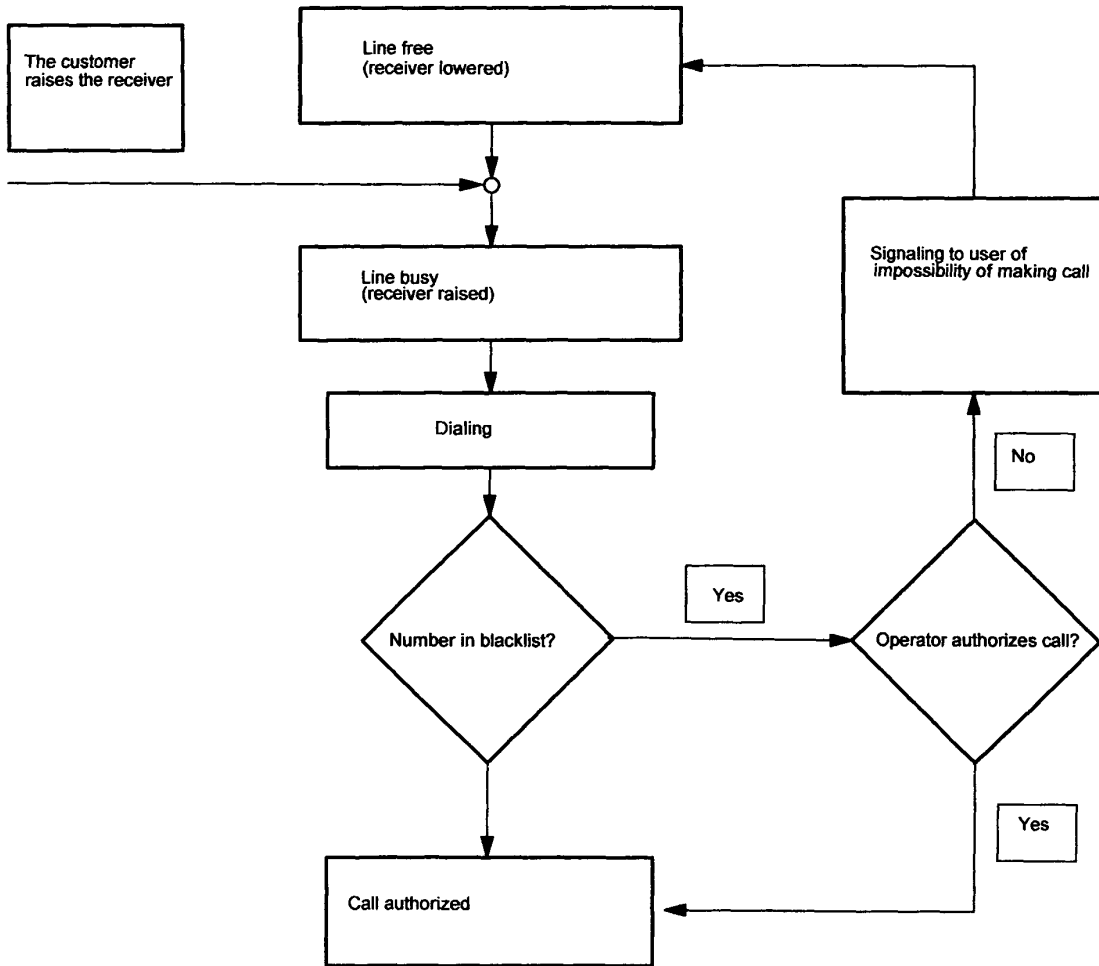 The customer
raises the receiver
Line free
(receiver lowered)
Line busy
(receiver raised)
Signaling to user of
impossibility of making call
Dialing
No
Yes
Number in blacklist?
Operator authorizes call?
Yes
Call authorized